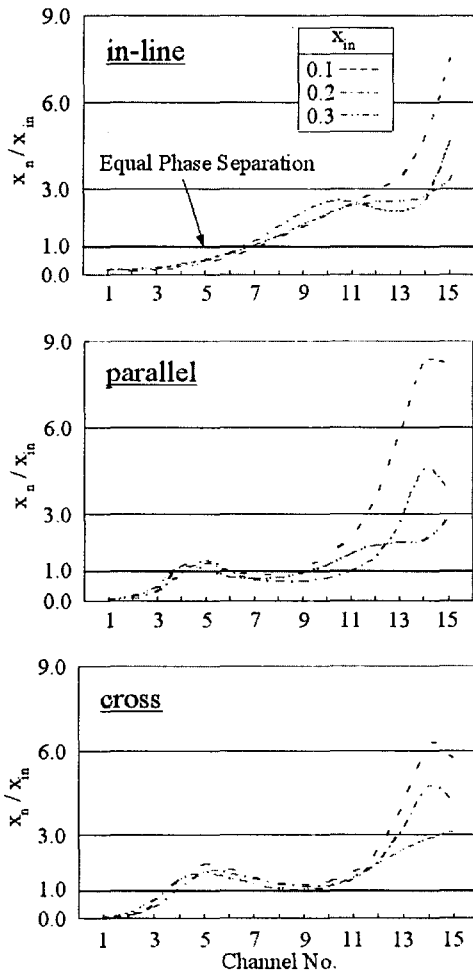 9.0
in-line
x_in
0.1
0.2
0.3
6.0
Equal Phase Separation
3.0
1.0
0.0
x_n / x_in
1 3 5 7 9 11 13 15
9.0
parallel
6.0
3.0
1.0
0.0
x_n / x_in
1 3 5 7 9 11 13 15
9.0
cross
6.0
3.0
1.0
0.0
x_n / x_in
1 3 5 7 9 11 13 15
Channel No.